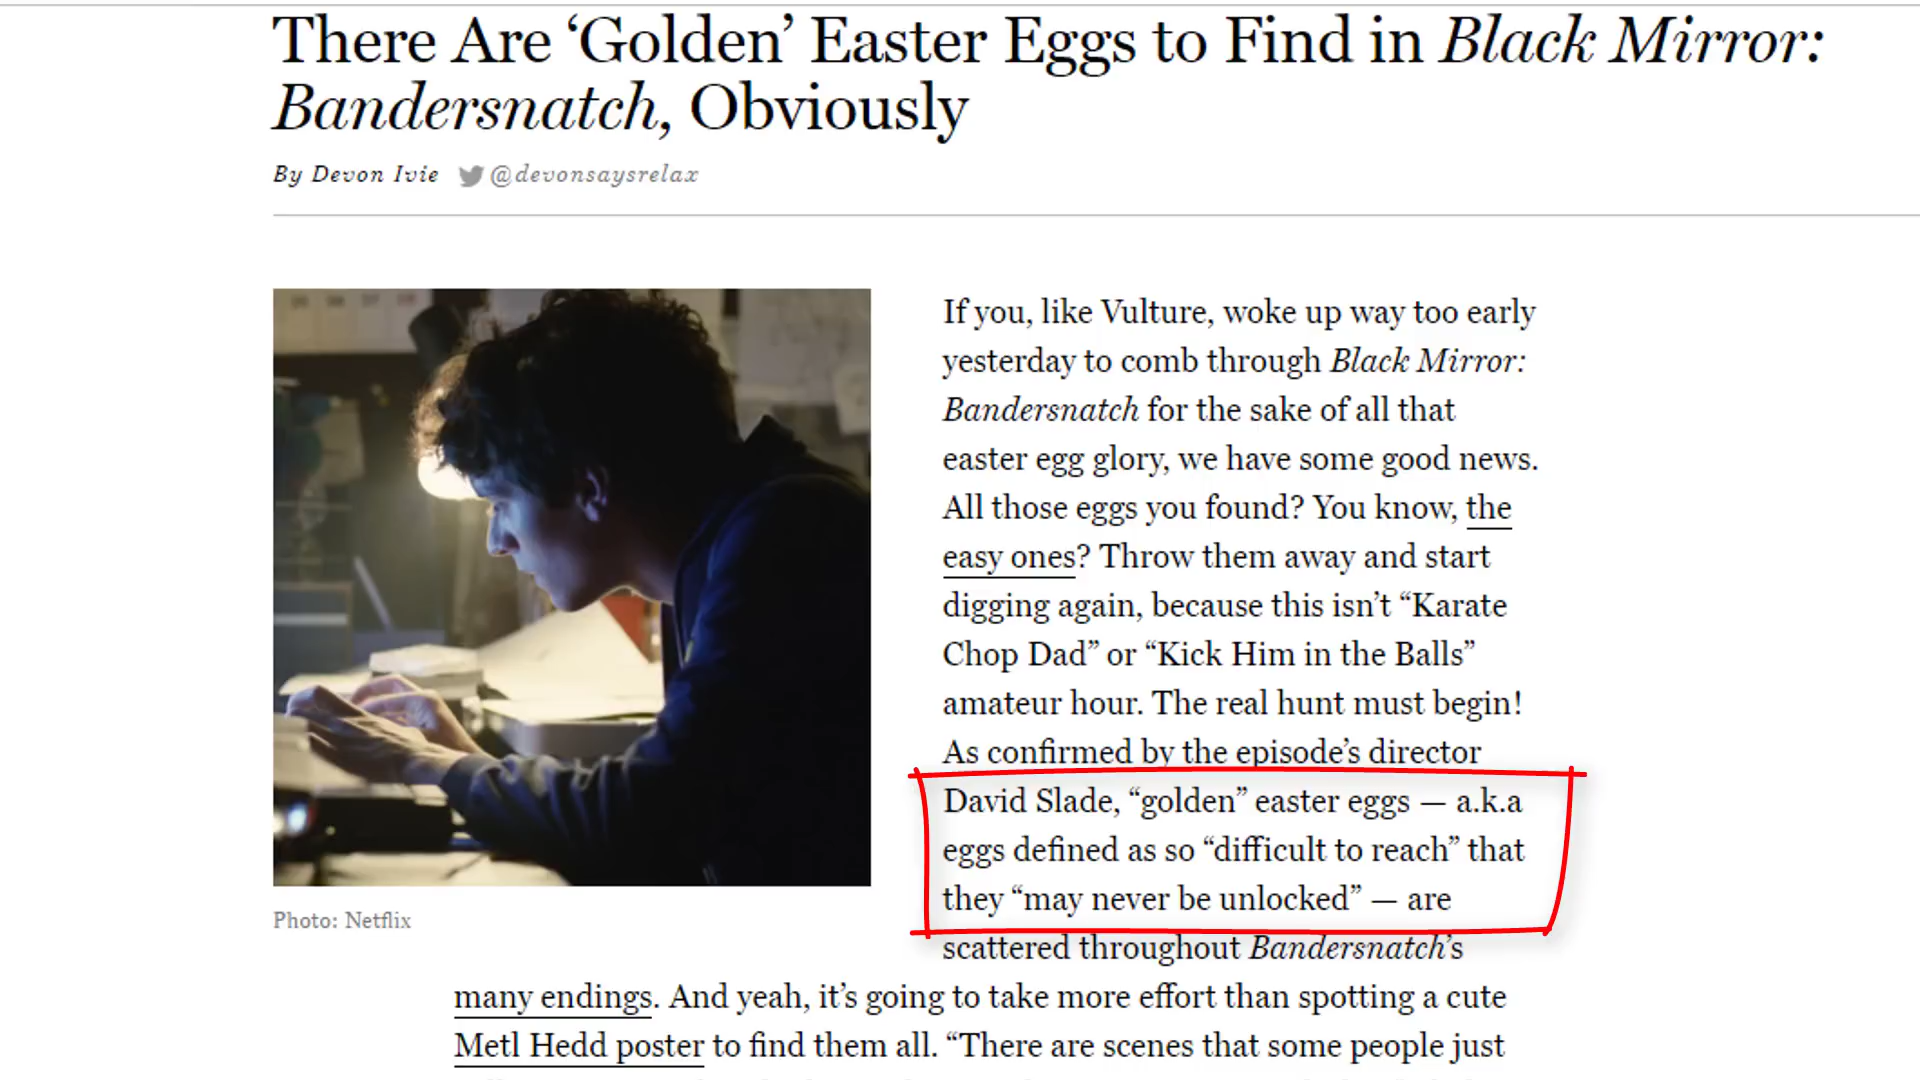 There Are ‘Golden’ Easter Eggs to Find in Black Mirror:
Bandersnatch, Obviously
By Devon Ivie @devonsaysrelax
If you, like Vulture, woke up way too early
yesterday to comb through Black Mirror:
Bandersnatch for the sake of all that
easter egg glory, we have some good news.
All those eggs you found? You know, the
easy ones? Throw them away and start
digging again, because this isn’t “Karate
Chop Dad” or “Kick Him in the Balls”
amateur hour. The real hunt must begin!
As confirmed by the episode’s director
David Slade, “golden” easter eggs — a.k.a
eggs defined as so “difficult to reach” that
they “may never be unlocked” — are
scattered throughout Bandersnatch’s
many endings. And yeah, it’s going to take more effort than spotting a cute
Metl Hedd poster to find them all. “There are scenes that some people just
Photo: Netflix